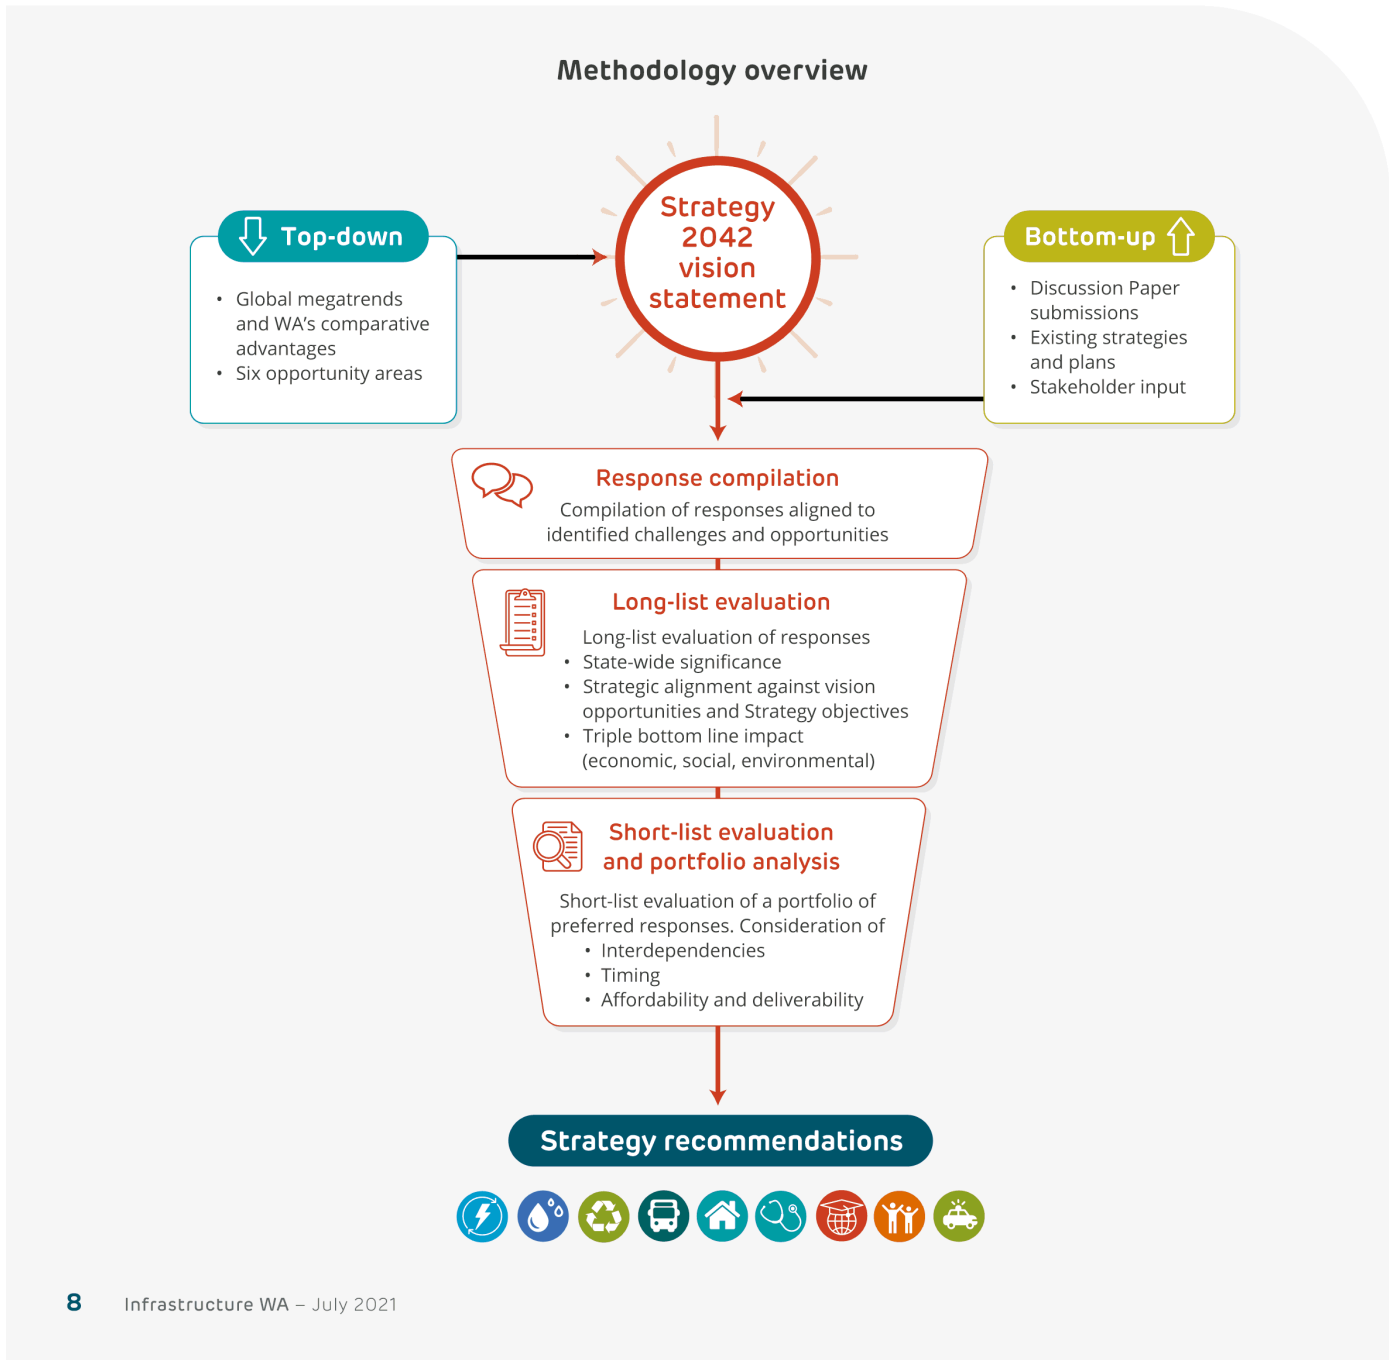 Methodology overview
Strategy
2042
vision
statement
Top-down
• Global megatrends
and WA’s comparative
advantages
• Six opportunity areas
Bottom-up
• Discussion Paper
submissions
• Existing strategies
and plans
• Stakeholder input
Response compilation
Compilation of responses aligned to
identified challenges and opportunities
Long-list evaluation
Long-list evaluation of responses
• State-wide significance
• Strategic alignment against vision
opportunities and Strategy objectives
• Triple bottom line impact
(economic, social, environmental)
Short-list evaluation
and portfolio analysis
Short-list evaluation of a portfolio of
preferred responses. Consideration of
• Interdependencies
• Timing
• Affordability and deliverability
Strategy recommendations
8 Infrastructure WA – July 2021